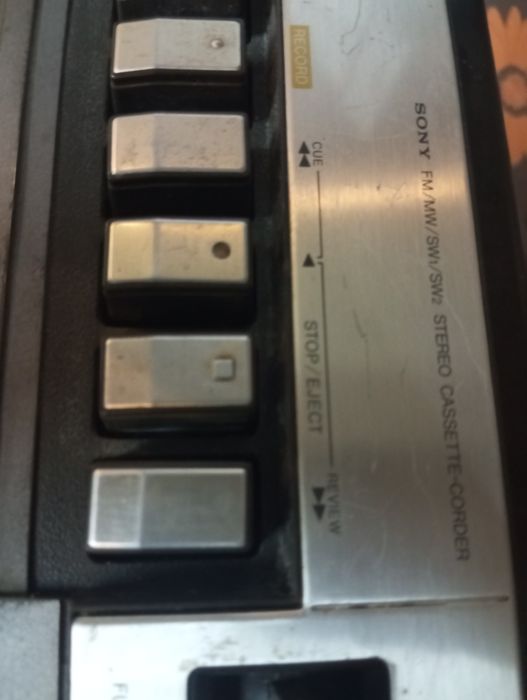 SONY FM/MW/SW1/SW2 STEREO CASSETTE-CORDER
RECORD
CUE
STOP/EJECT
REVIEW